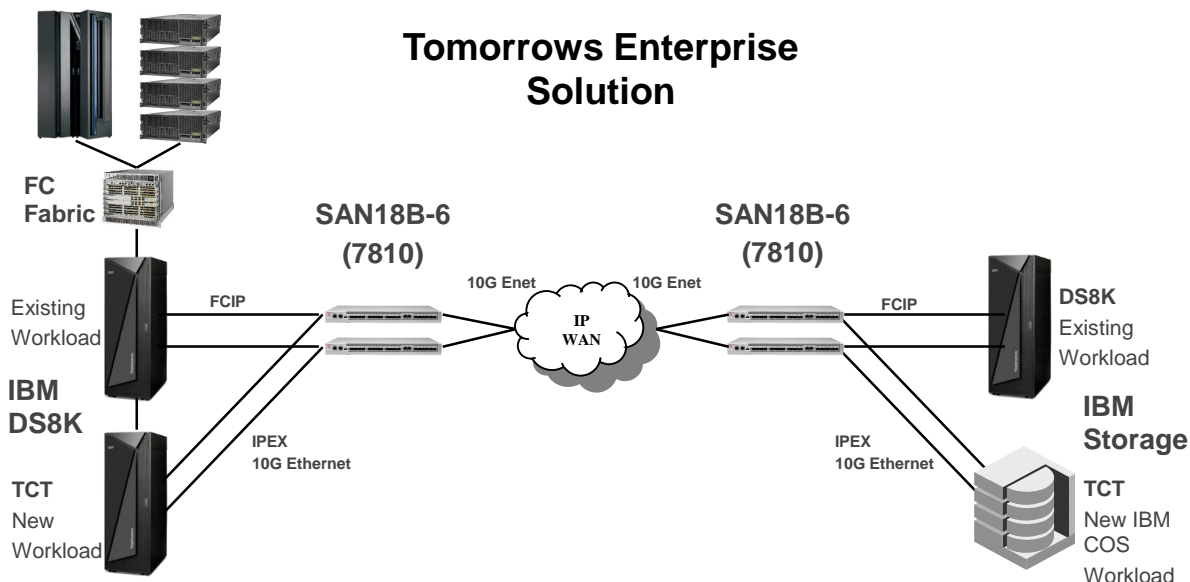 Tomorrows Enterprise
Solution
FC
Fabric
SAN18B-6
(7810)
SAN18B-6
(7810)
10G Enet
10G Enet
FCIP
FCIP
IP
WAN
Existing
Workload
DS8K
Existing
Workload
IBM
DS8K
IBM
Storage
IPEX
10G Ethernet
IPEX
10G Ethernet
TCT
New
Workload
TCT
New IBM
COS
Workload